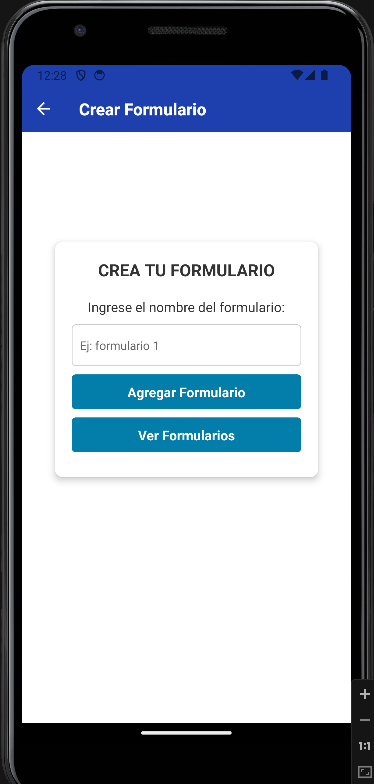 12:28
Crear Formulario
CREA TU FORMULARIO
Ingrese el nombre del formulario:
Ej: formulario 1
Agregar Formulario
Ver Formularios
1:1